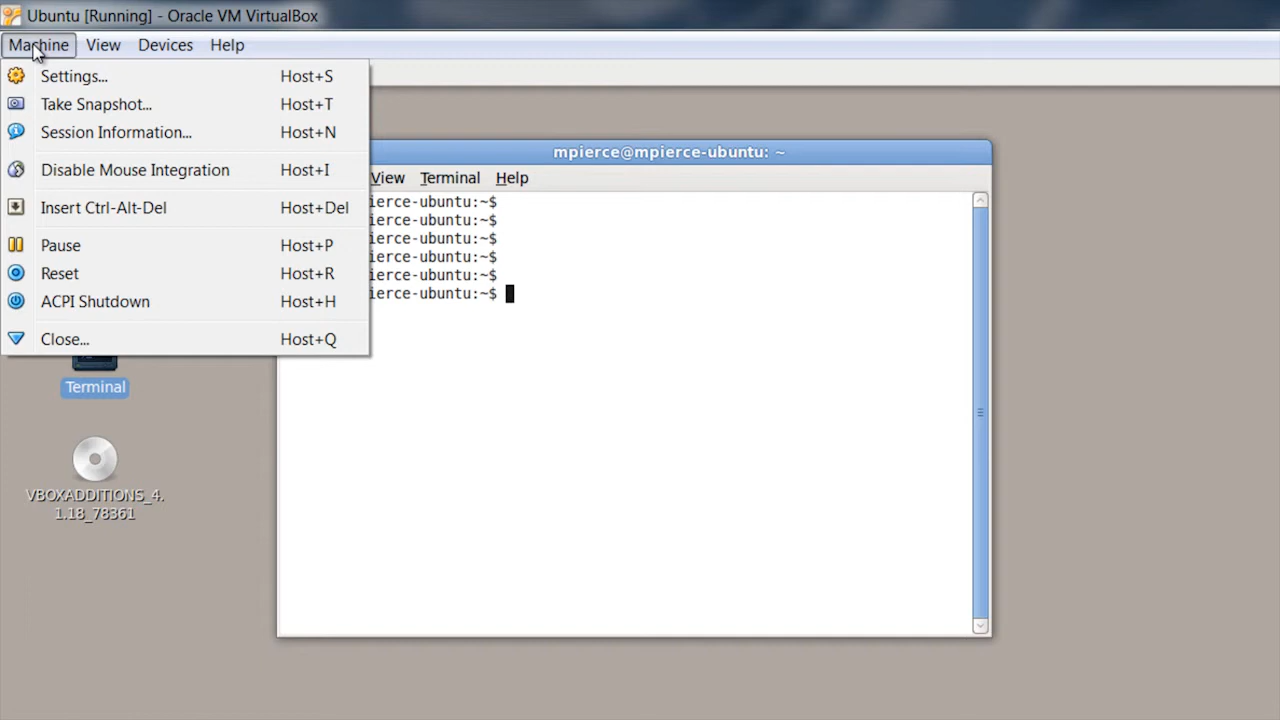 Ubuntu [Running] - Oracle VM VirtualBox
Machine View Devices Help
Settings... Host+S
Take Snapshot... Host+T
Session Information... Host+N
Disable Mouse Integration Host+I
Insert Ctrl-Alt-Del Host+Del
Pause Host+P
Reset Host+R
ACPI Shutdown Host+H
Close... Host+Q
mpierce@mpierce-ubuntu: ~
View Terminal Help
ierce-ubuntu:~$
ierce-ubuntu:~$
ierce-ubuntu:~$
ierce-ubuntu:~$
ierce-ubuntu:~$
ierce-ubuntu:~$
Terminal
VBOXADDITIONS_4.
1.18_78361